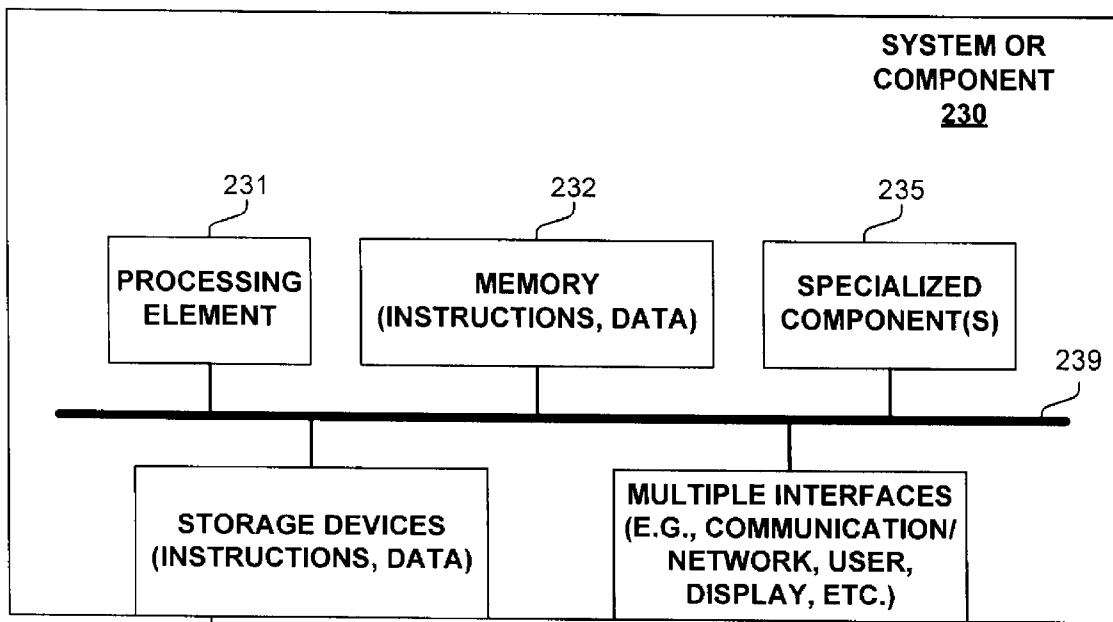 SYSTEM OR
COMPONENT
230
231
232
235
PROCESSING
ELEMENT
MEMORY
(INSTRUCTIONS, DATA)
SPECIALIZED
COMPONENT(S)
239
STORAGE DEVICES
(INSTRUCTIONS, DATA)
MULTIPLE INTERFACES
(E.G., COMMUNICATION/
NETWORK, USER,
DISPLAY, ETC.)